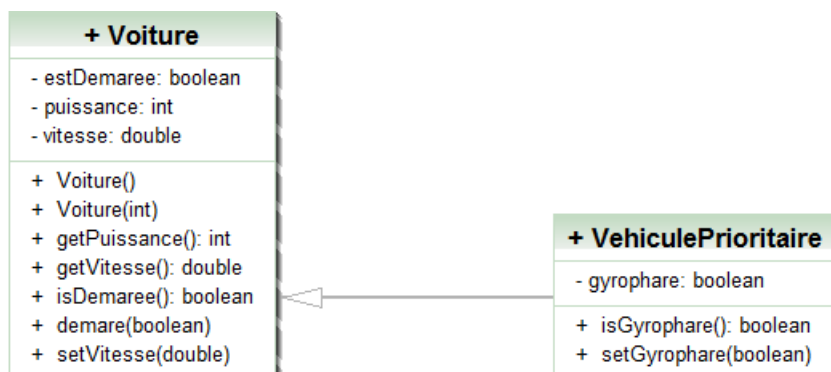 + Voiture
- estDemaree: boolean
- puissance: int
- vitesse: double
+ Voiture()
+ Voiture(int)
+ getPuissance(): int
+ getVitesse(): double
+ isDemaree(): boolean
+ demare(boolean)
+ setVitesse(double)
+ VehiculePrioritaire
- gyrophare: boolean
+ isGyrophare(): boolean
+ setGyrophare(boolean)